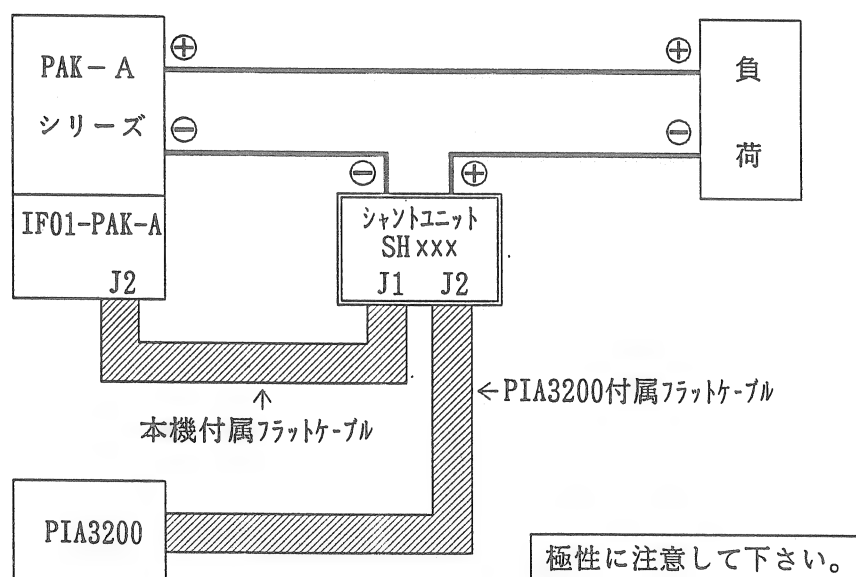 PAK-A
シリーズ
⊕
⊖
⊕
⊖
負
荷
⊖
⊕
IF01-PAK-A
J2
シャントユニット
SH×××
J1 J2
←PIA3200付属フラットケーブル
↑
本機付属フラットケーブル
PIA3200
極性に注意して下さい。